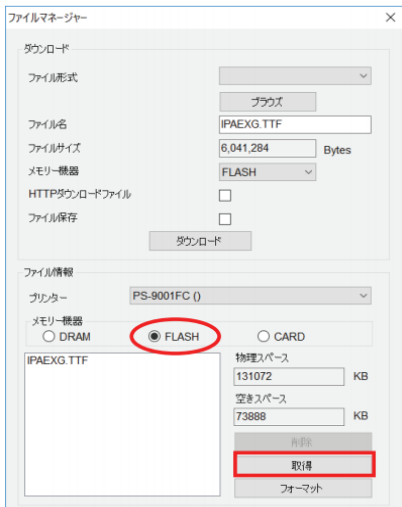 ファイルマネージャー
ダウンロード
ファイル形式
ブラウズ
ファイル名 IPAEXG.TTF
ファイルサイズ 6,041,284 Bytes
メモリー機器 FLASH
HTTPダウンロードファイル
ファイル保存
ダウンロード
ファイル情報
プリンター PS-9001FC ()
メモリー機器
DRAM FLASH CARD
IPAEXG.TTF
物理スペース
131072 KB
空きスペース
73888 KB
削除
取得
フォーマット